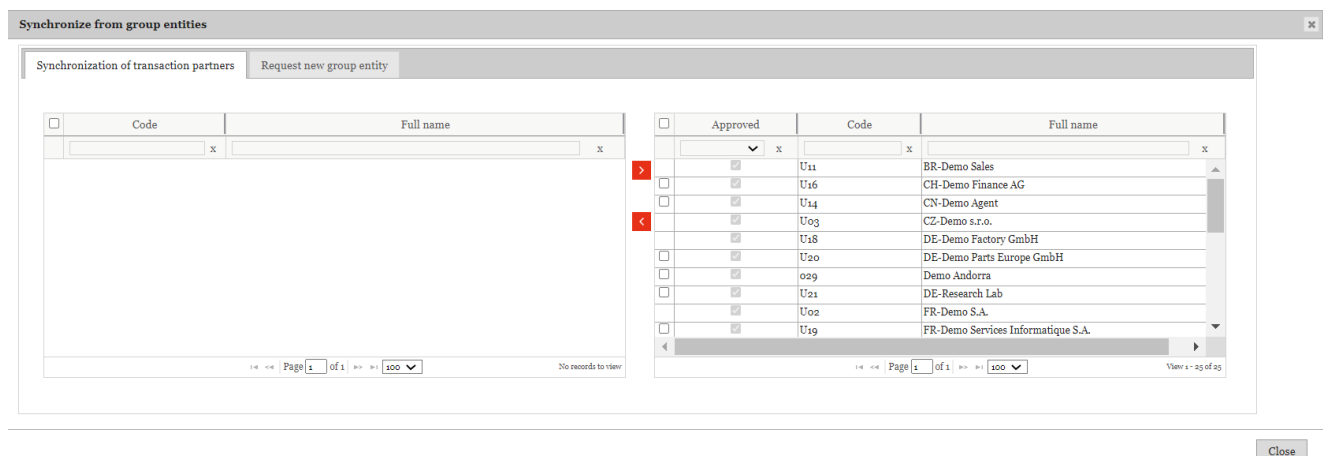 Synchronize from group entities
Synchronization of transaction partners Request new group entity
Code Full name
x x
Page 1 of 1 100 No records to view
Approved Code Full name
x x x
U11 BR-Demo Sales
U16 CH-Demo Finance AG
U14 CN-Demo Agent
U03 CZ-Demo s.r.o.
U18 DE-Demo Factory GmbH
U20 DE-Demo Parts Europe GmbH
029 Demo Andorra
U21 DE-Research Lab
U02 FR-Demo S.A.
U19 FR-Demo Services Informatique S.A.
Page 1 of 1 100 View 1 - 25 of 25
Close